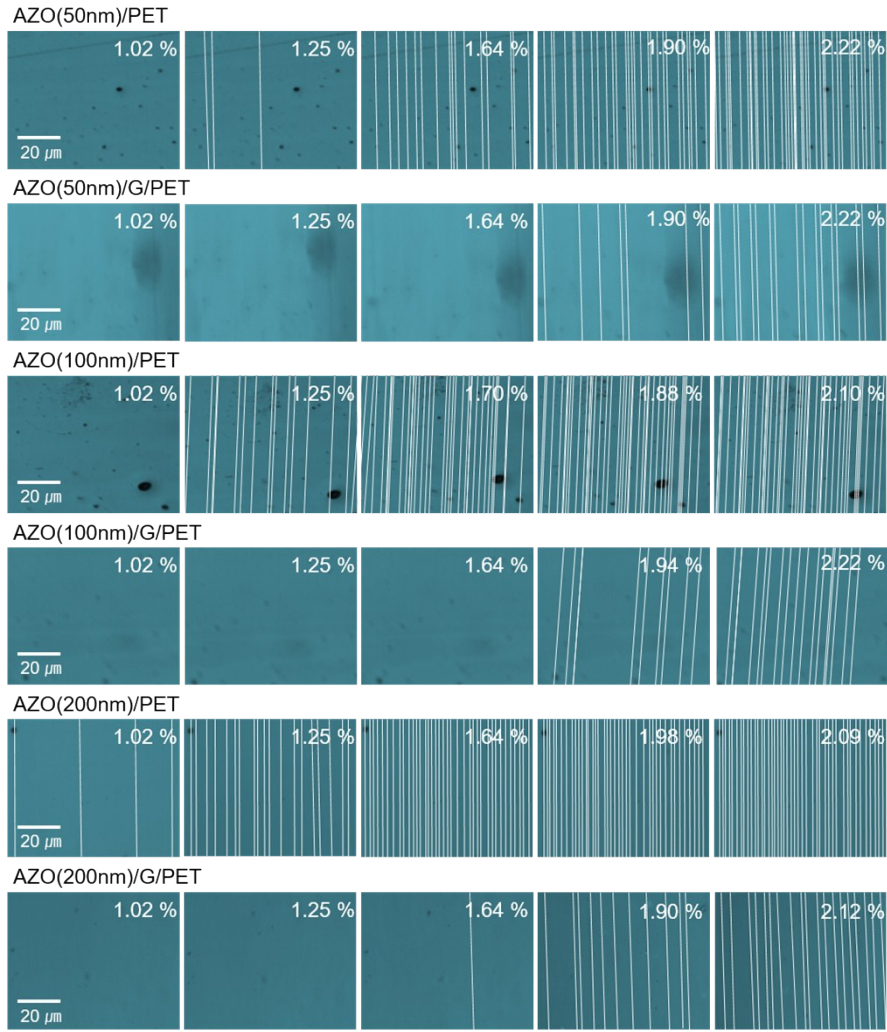 AZO(50nm)/PET
1.02 % 1.25 % 1.64 % 1.90 % 2.22 %
20 μm
AZO(50nm)/G/PET
1.02 % 1.25 % 1.64 % 1.90 % 2.22 %
20 μm
AZO(100nm)/PET
1.02 % 1.25 % 1.70 % 1.88 % 2.10 %
20 μm
AZO(100nm)/G/PET
1.02 % 1.25 % 1.64 % 1.94 % 2.22 %
20 μm
AZO(200nm)/PET
1.02 % 1.25 % 1.64 % 1.98 % 2.09 %
20 μm
AZO(200nm)/G/PET
1.02 % 1.25 % 1.64 % 1.90 % 2.12 %
20 μm